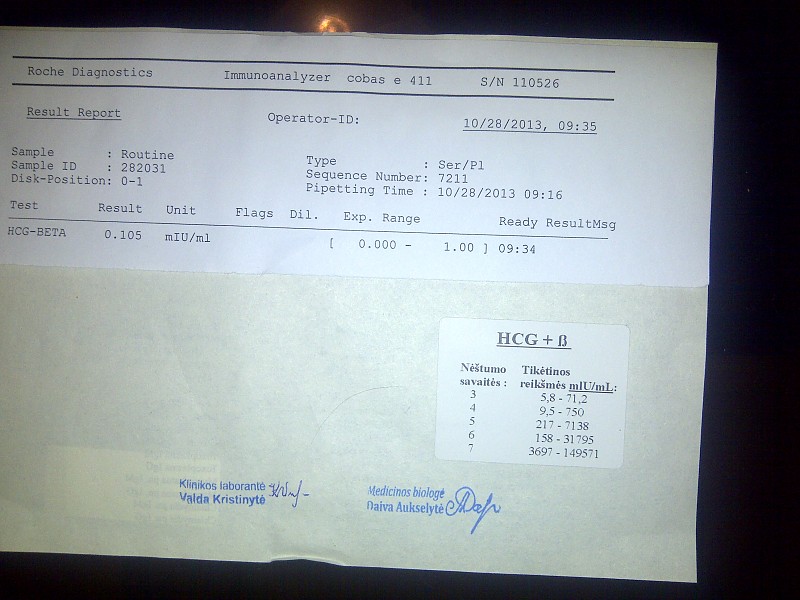 Roche Diagnostics Immunoanalyzer cobas e 411 S/N 110526
Result Report Operator-ID: 10/28/2013, 09:35
Sample : Routine Type : Ser/Pl
Sample ID : 282031 Sequence Number: 7211
Disk-Position: 0-1 Pipetting Time : 10/28/2013 09:16
Test Result Unit Flags Dil. Exp. Range Ready ResultMsg
HCG-BETA 0.105 mIU/ml [ 0.000 - 1.00 ] 09:34
HCG + ß
Nėštumo Tikėtinos
savaitės : reikšmės mIU/mL:
3 5,8 - 71,2
4 9,5 - 750
5 217 - 7138
6 158 - 31795
7 3697 - 149571
Klinikos laborantė
Valda Kristinytė
Medicinos biologė
Daiva Aukselytė